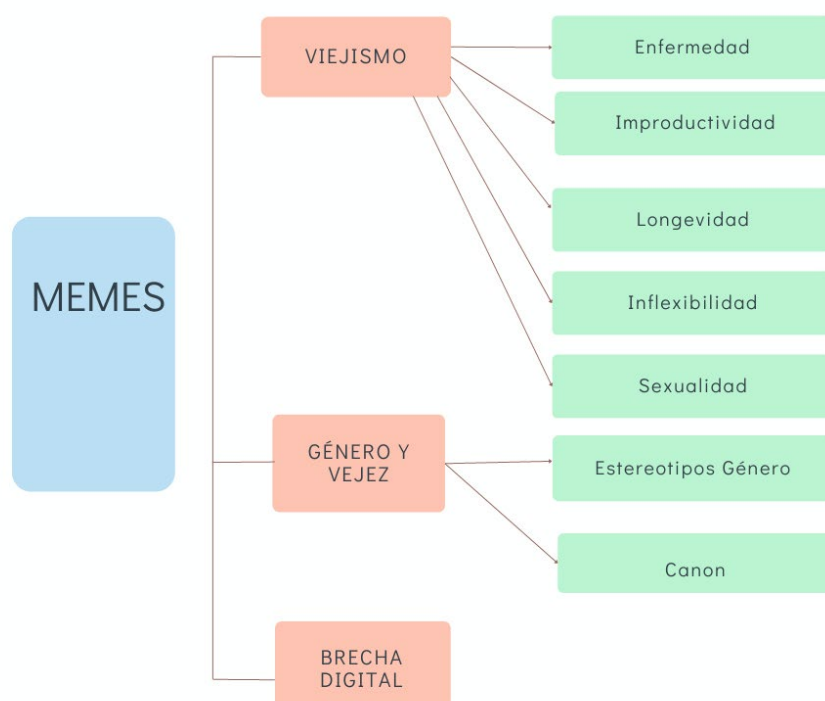 MEMES
VIEJISMO
Enfermedad
Improductividad
Longevidad
Inflexibilidad
Sexualidad
GÉNERO Y
VEJEZ
Estereotipos Género
Canon
BRECHA
DIGITAL